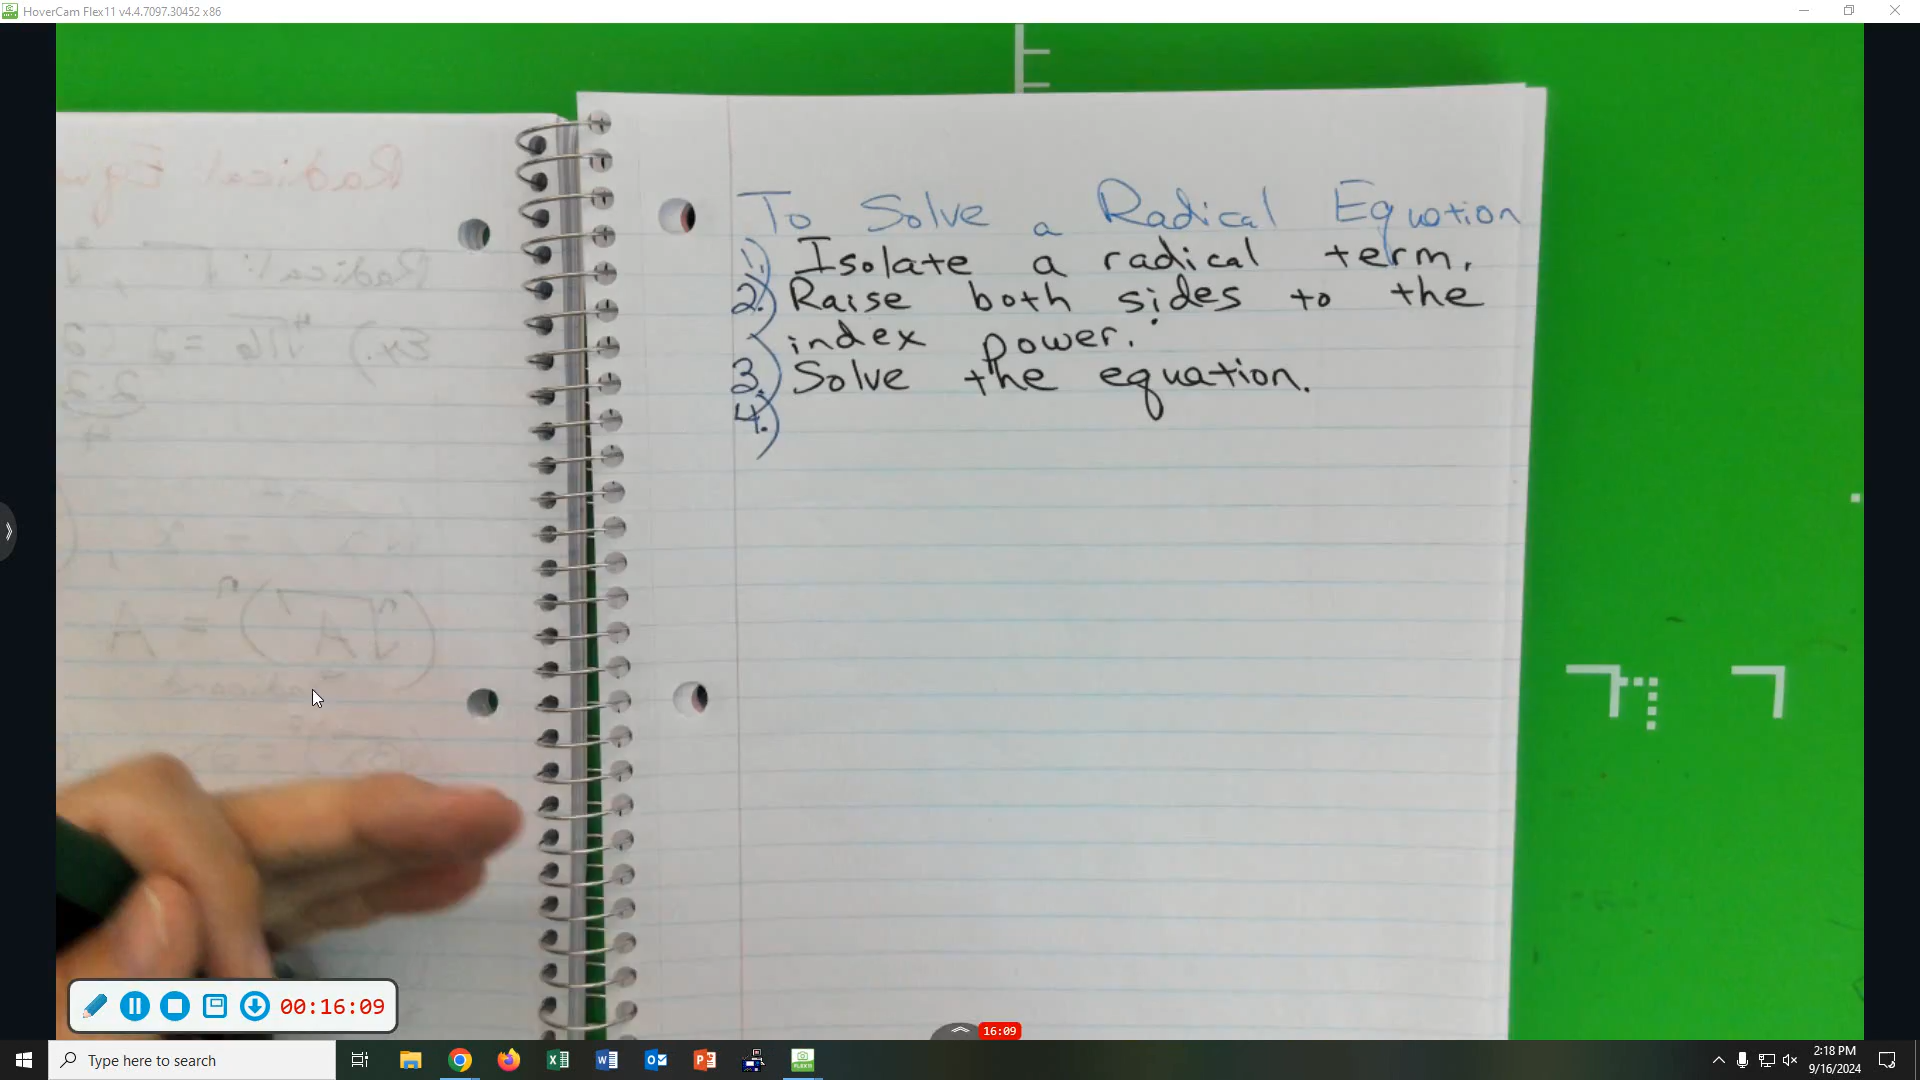 HoverCam Flex11 v4.4.7097.30452 x86
To Solve a Radical Equation
1.) Isolate a radical term.
2.) Raise both sides to the
index power.
3.) Solve the equation.
4.)
00:16:09
16:09
Type here to search
2:18 PM
9/16/2024